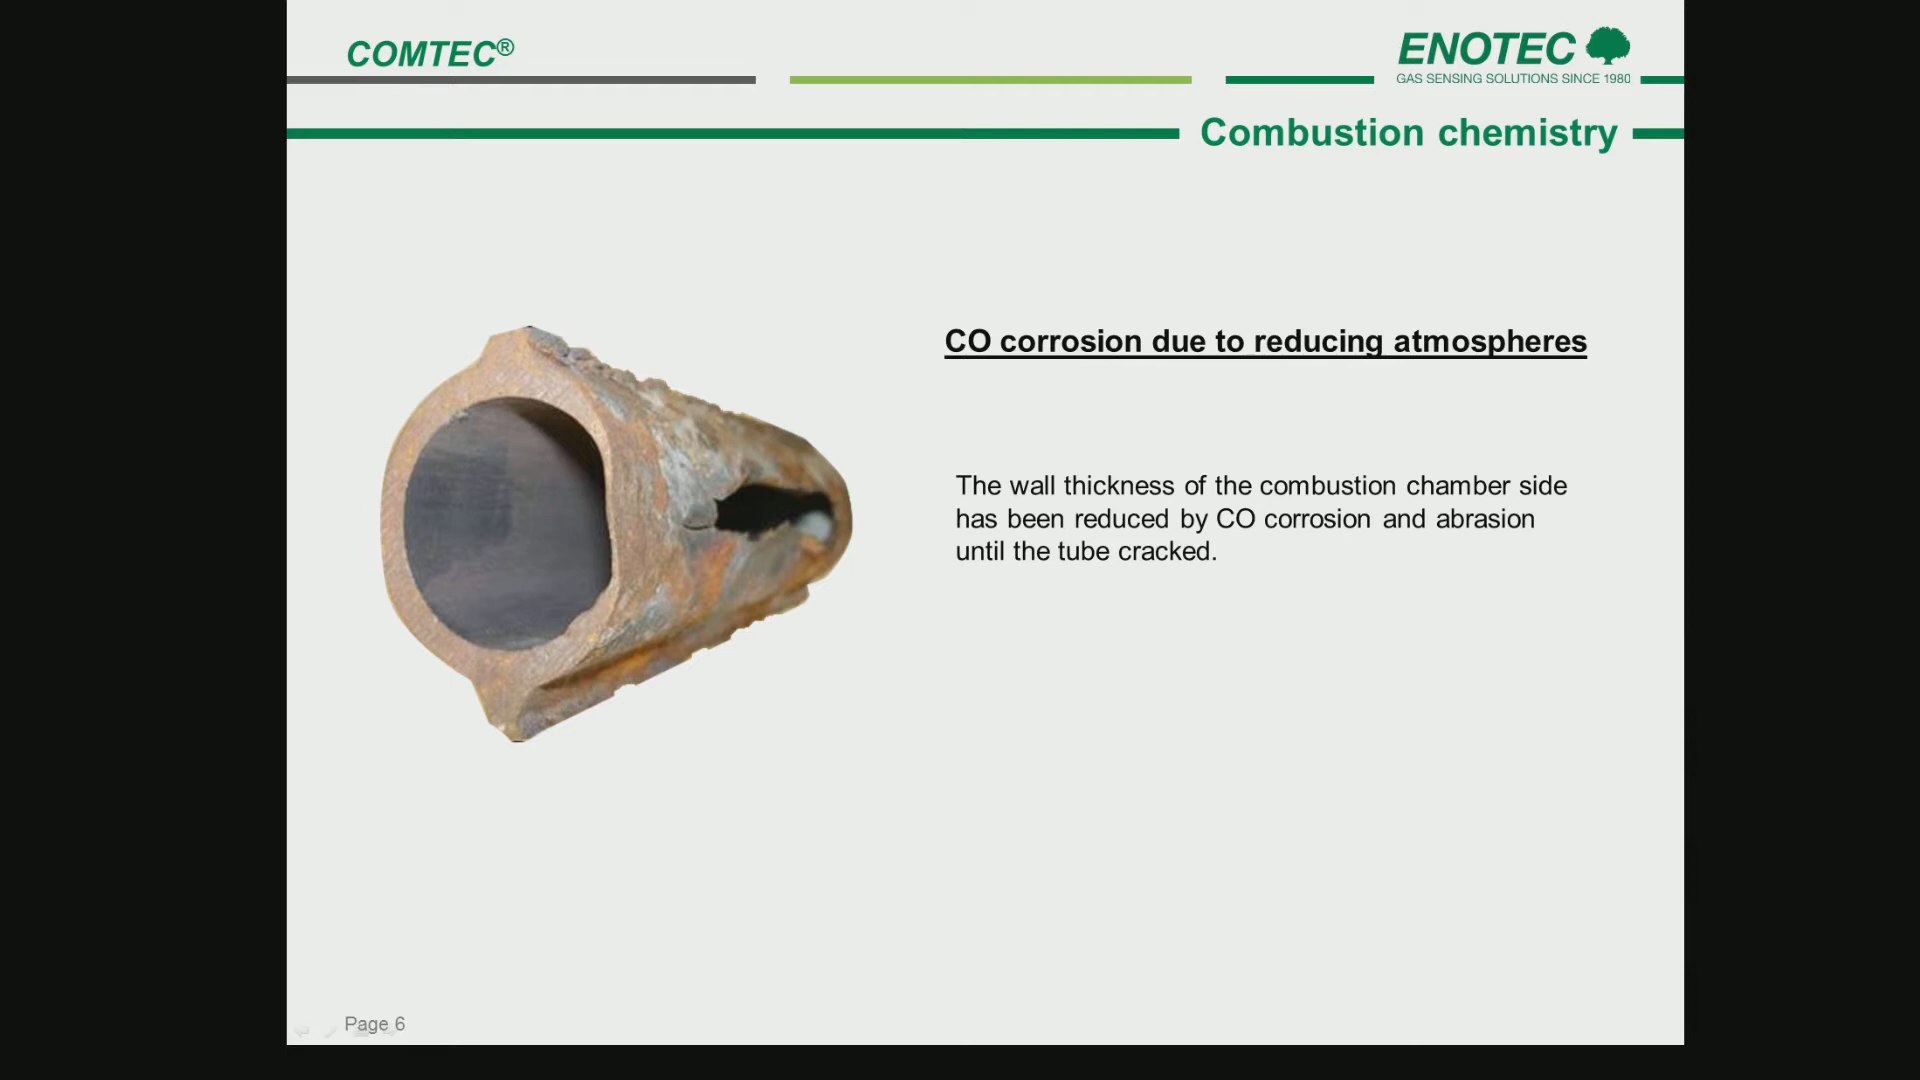 COMTEC®
ENOTEC
GAS SENSING SOLUTIONS SINCE 1980
Combustion chemistry
CO corrosion due to reducing atmospheres
The wall thickness of the combustion chamber side
has been reduced by CO corrosion and abrasion
until the tube cracked.
Page 6